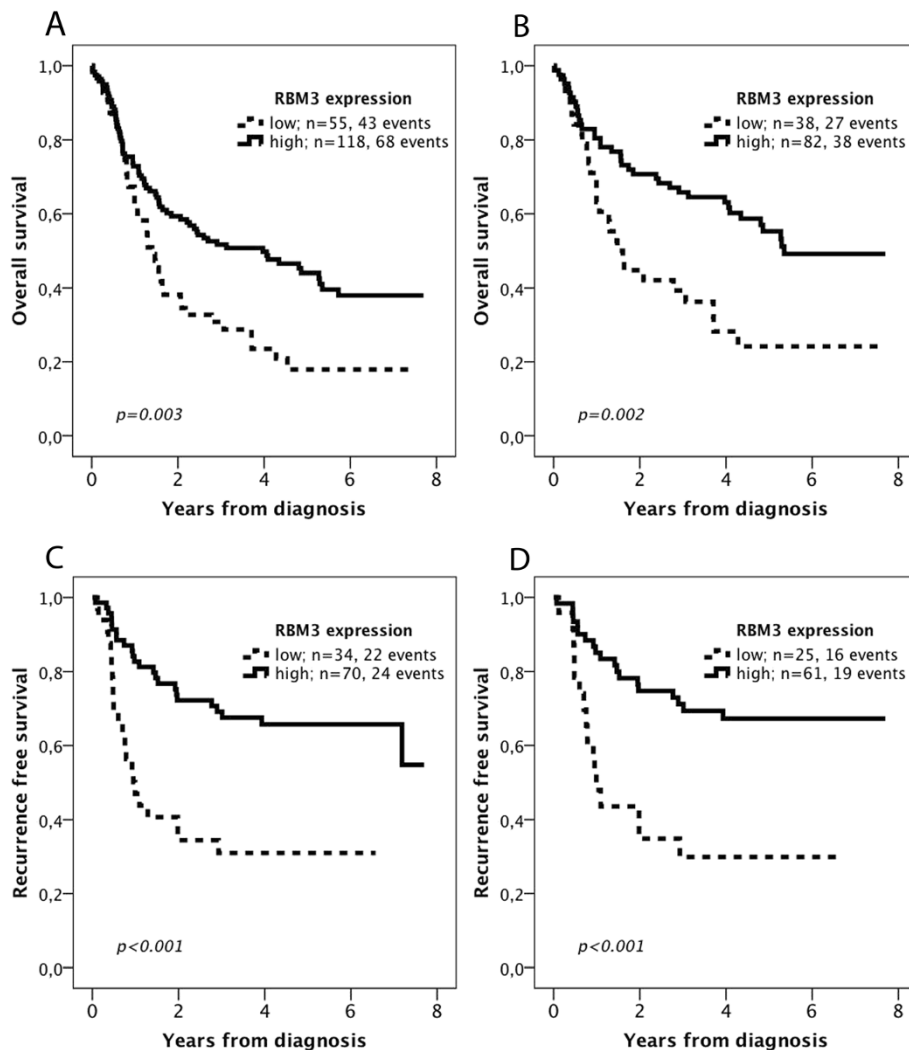 A
RBM3 expression
low; n=55, 43 events
high; n=118, 68 events
Overall survival
1,0
0,8
0,6
0,4
0,2
0,0
p=0.003
0 2 4 6 8
Years from diagnosis
B
RBM3 expression
low; n=38, 27 events
high; n=82, 38 events
Overall survival
1,0
0,8
0,6
0,4
0,2
0,0
p=0.002
0 2 4 6 8
Years from diagnosis
C
RBM3 expression
low; n=34, 22 events
high; n=70, 24 events
Recurrence free survival
1,0
0,8
0,6
0,4
0,2
0,0
p<0.001
0 2 4 6 8
Years from diagnosis
D
RBM3 expression
low; n=25, 16 events
high; n=61, 19 events
Recurrence free survival
1,0
0,8
0,6
0,4
0,2
0,0
p<0.001
0 2 4 6 8
Years from diagnosis